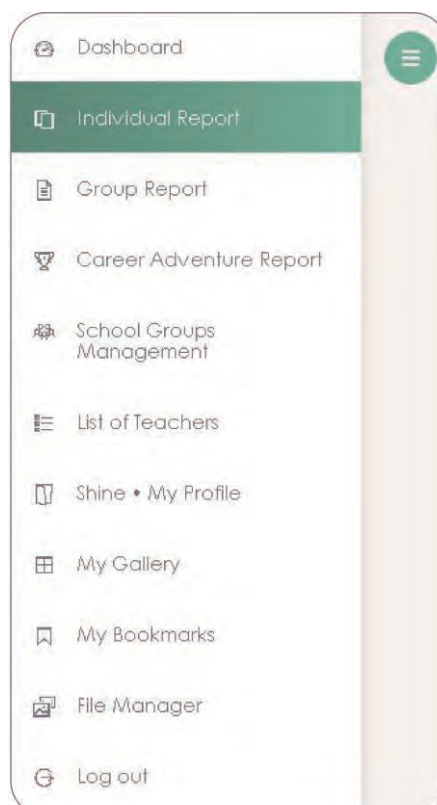 Dashboard
Individual Report
Group Report
Career Adventure Report
School Groups
Management
List of Teachers
Shine • My Profile
My Gallery
My Bookmarks
File Manager
Log out